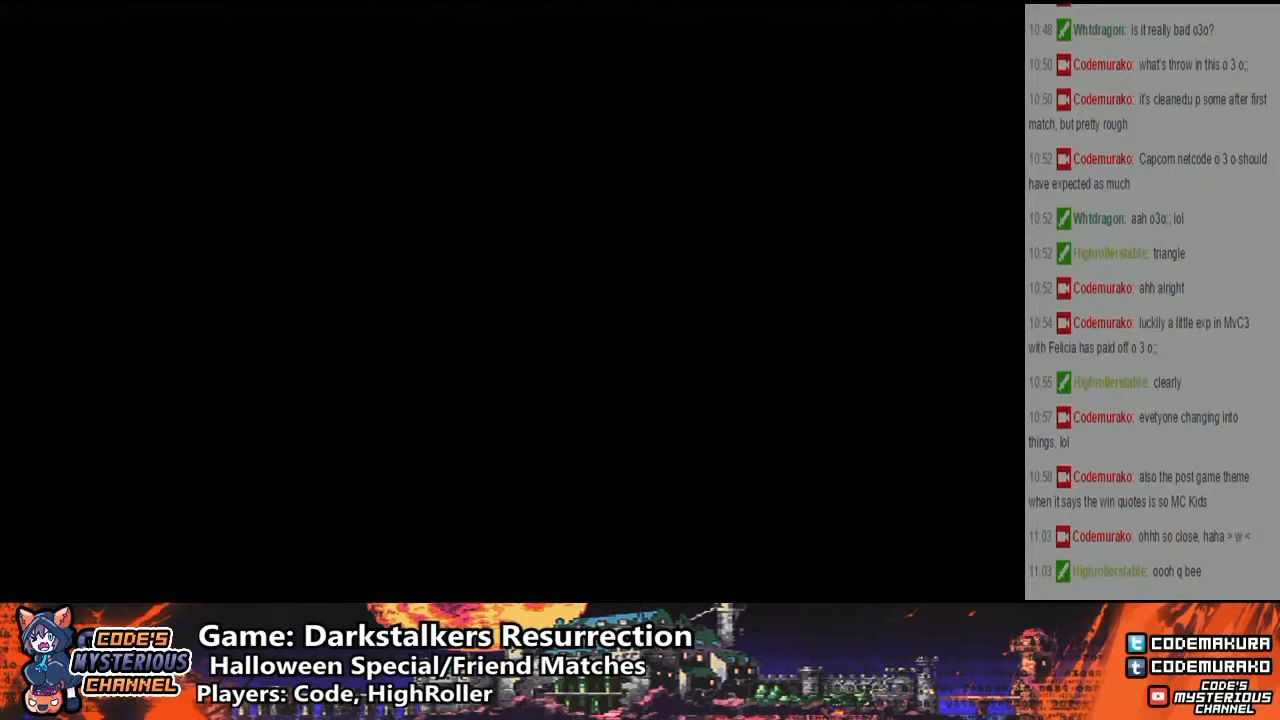 10:48 Whtdragon: is it really bad o3o?
10:50 Codemurako: what's throw in this o 3 o;;
10:50 Codemurako: it's cleanedu p some after first
match, but pretty rough
10:52 Codemurako: Capcom netcode o 3 o should
have expected as much
10:52 Whtdragon: aah o3o;; lol
10:52 Highrollerstable: triangle
10:52 Codemurako: ahh alright
10:54 Codemurako: luckily a little exp in MvC3
with Felicia has paid off o 3 o;;
10:55 Highrollerstable: clearly
10:57 Codemurako: evetyone changing into
things, lol
10:58 Codemurako: also the post game theme
when it says the win quotes is so MC Kids
11:03 Codemurako: ohhh so close, haha > w <
11:03 Highrollerstable: oooh q bee
CODE'S
MYSTERIOUS
CHANNEL
Game: Darkstalkers Resurrection
Halloween Special/Friend Matches
Players: Code, HighRoller
CODEMAKURA
CODEMURAKO
CODE'S
MYSTERIOUS
CHANNEL